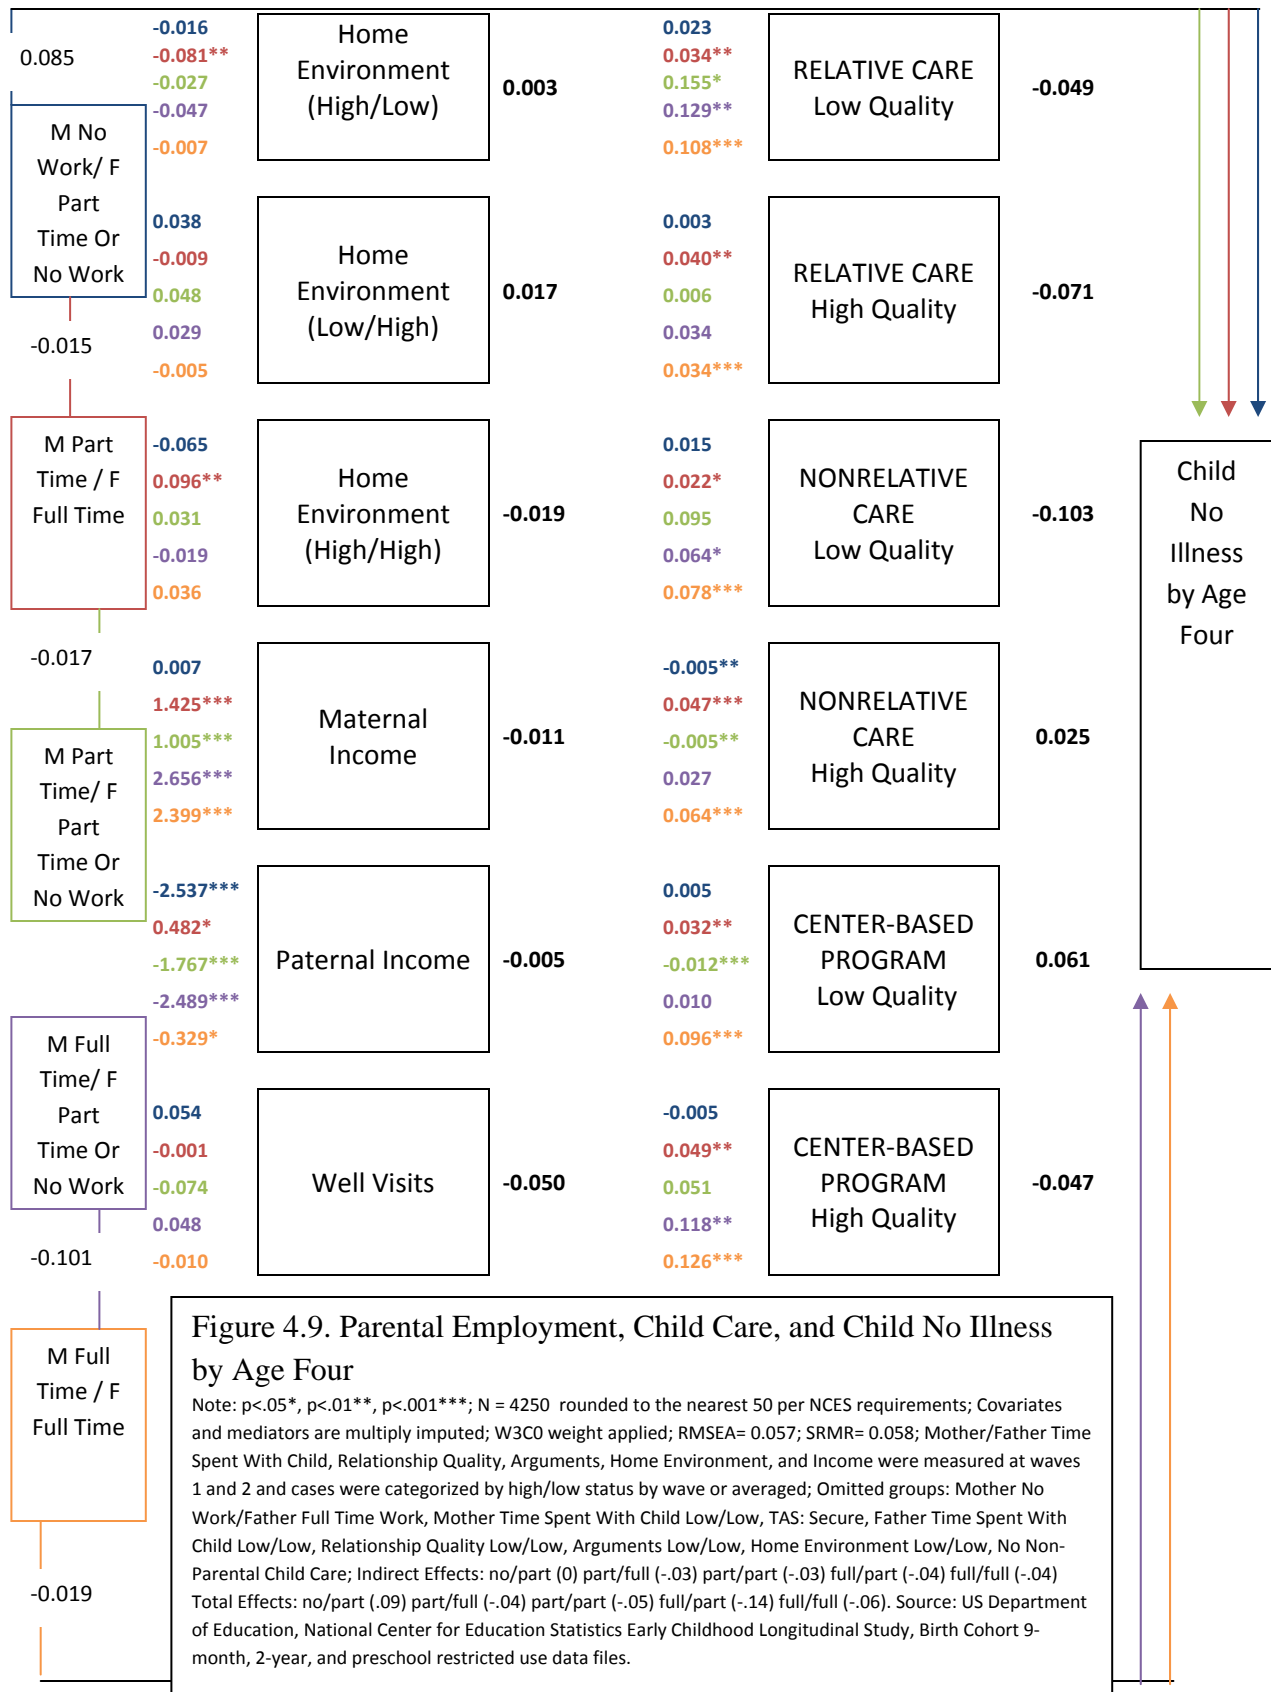 0.085
M No
Work/ F
Part
Time Or
No Work
-0.015
M Part
Time / F
Full Time
-0.017
M Part
Time/ F
Part
Time Or
No Work
M Full
Time/ F
Part
Time Or
No Work
-0.101
M Full
Time / F
Full Time
-0.019
-0.016
-0.081**
-0.027
-0.047
-0.007
Home
Environment
(High/Low)
0.003
0.038
-0.009
0.048
0.029
-0.005
Home
Environment
(Low/High)
0.017
-0.065
0.096**
0.031
-0.019
0.036
Home
Environment
(High/High)
-0.019
0.007
1.425***
1.005***
2.656***
2.399***
Maternal
Income
-0.011
-2.537***
0.482*
-1.767***
-2.489***
-0.329*
Paternal Income
-0.005
0.054
-0.001
-0.074
0.048
-0.010
Well Visits
-0.050
0.023
0.034**
0.155*
0.129**
0.108***
RELATIVE CARE
Low Quality
-0.049
0.003
0.040**
0.006
0.034
0.034***
RELATIVE CARE
High Quality
-0.071
0.015
0.022*
0.095
0.064*
0.078***
NONRELATIVE
CARE
Low Quality
-0.103
-0.005**
0.047***
-0.005**
0.027
0.064***
NONRELATIVE
CARE
High Quality
0.025
0.005
0.032**
-0.012***
0.010
0.096***
CENTER-BASED
PROGRAM
Low Quality
0.061
-0.005
0.049**
0.051
0.118**
0.126***
CENTER-BASED
PROGRAM
High Quality
-0.047
Child
No
Illness
by Age
Four
Figure 4.9. Parental Employment, Child Care, and Child No Illness
by Age Four
Note: p<.05*, p<.01**, p<.001***; N = 4250 rounded to the nearest 50 per NCES requirements; Covariates
and mediators are multiply imputed; W3C0 weight applied; RMSEA= 0.057; SRMR= 0.058; Mother/Father Time
Spent With Child, Relationship Quality, Arguments, Home Environment, and Income were measured at waves
1 and 2 and cases were categorized by high/low status by wave or averaged; Omitted groups: Mother No
Work/Father Full Time Work, Mother Time Spent With Child Low/Low, TAS: Secure, Father Time Spent With
Child Low/Low, Relationship Quality Low/Low, Arguments Low/Low, Home Environment Low/Low, No Non-
Parental Child Care; Indirect Effects: no/part (0) part/full (-.03) part/part (-.03) full/part (-.04) full/full (-.04)
Total Effects: no/part (.09) part/full (-.04) part/part (-.05) full/part (-.14) full/full (-.06). Source: US Department
of Education, National Center for Education Statistics Early Childhood Longitudinal Study, Birth Cohort 9-
month, 2-year, and preschool restricted use data files.